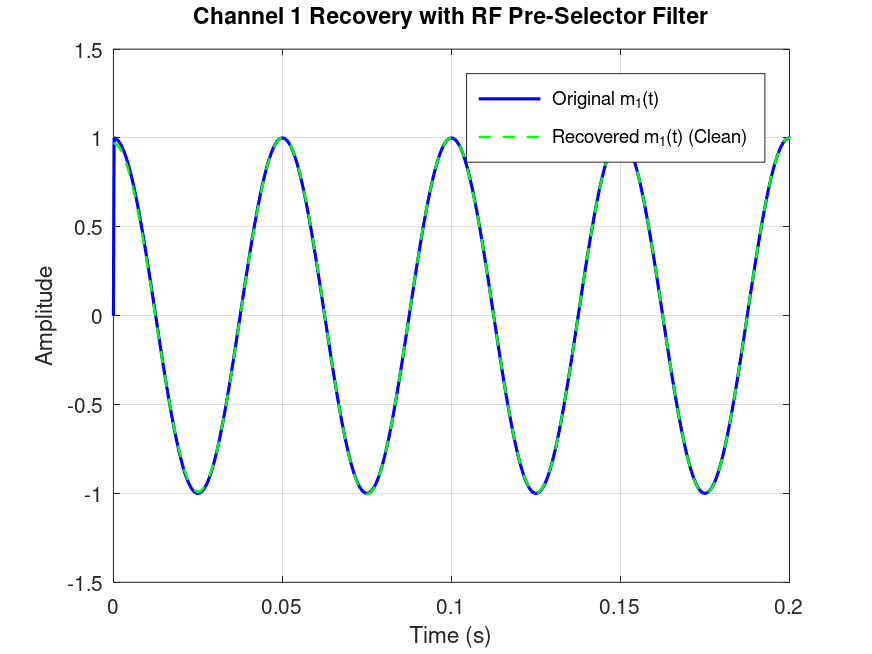 Channel 1 Recovery with RF Pre-Selector Filter
1.5
1
0.5
0
-0.5
-1
-1.5
Amplitude
Original m₁(t)
Recovered m₁(t) (Clean)
0
0.05
0.1
0.15
0.2
Time (s)